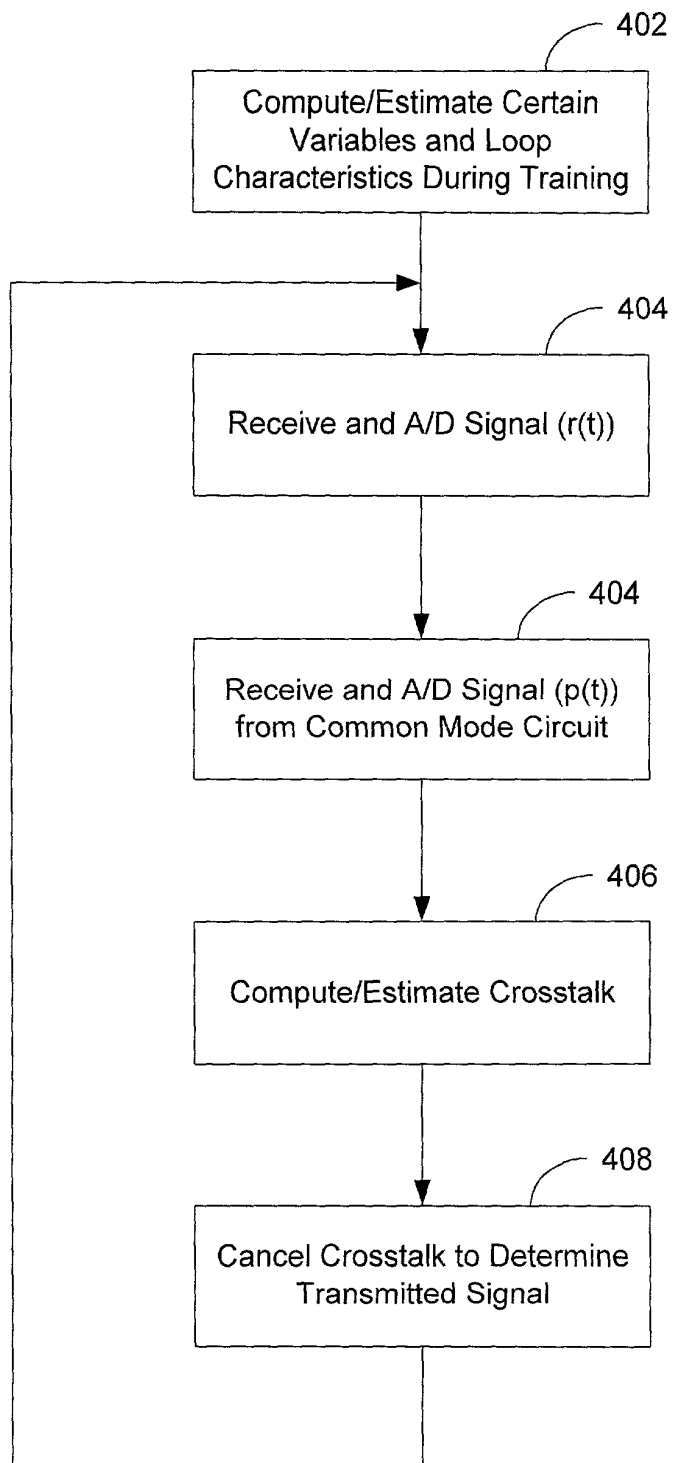 402
Compute/Estimate Certain
Variables and Loop
Characteristics During Training
404
Receive and A/D Signal (r(t))
404
Receive and A/D Signal (p(t))
from Common Mode Circuit
406
Compute/Estimate Crosstalk
408
Cancel Crosstalk to Determine
Transmitted Signal